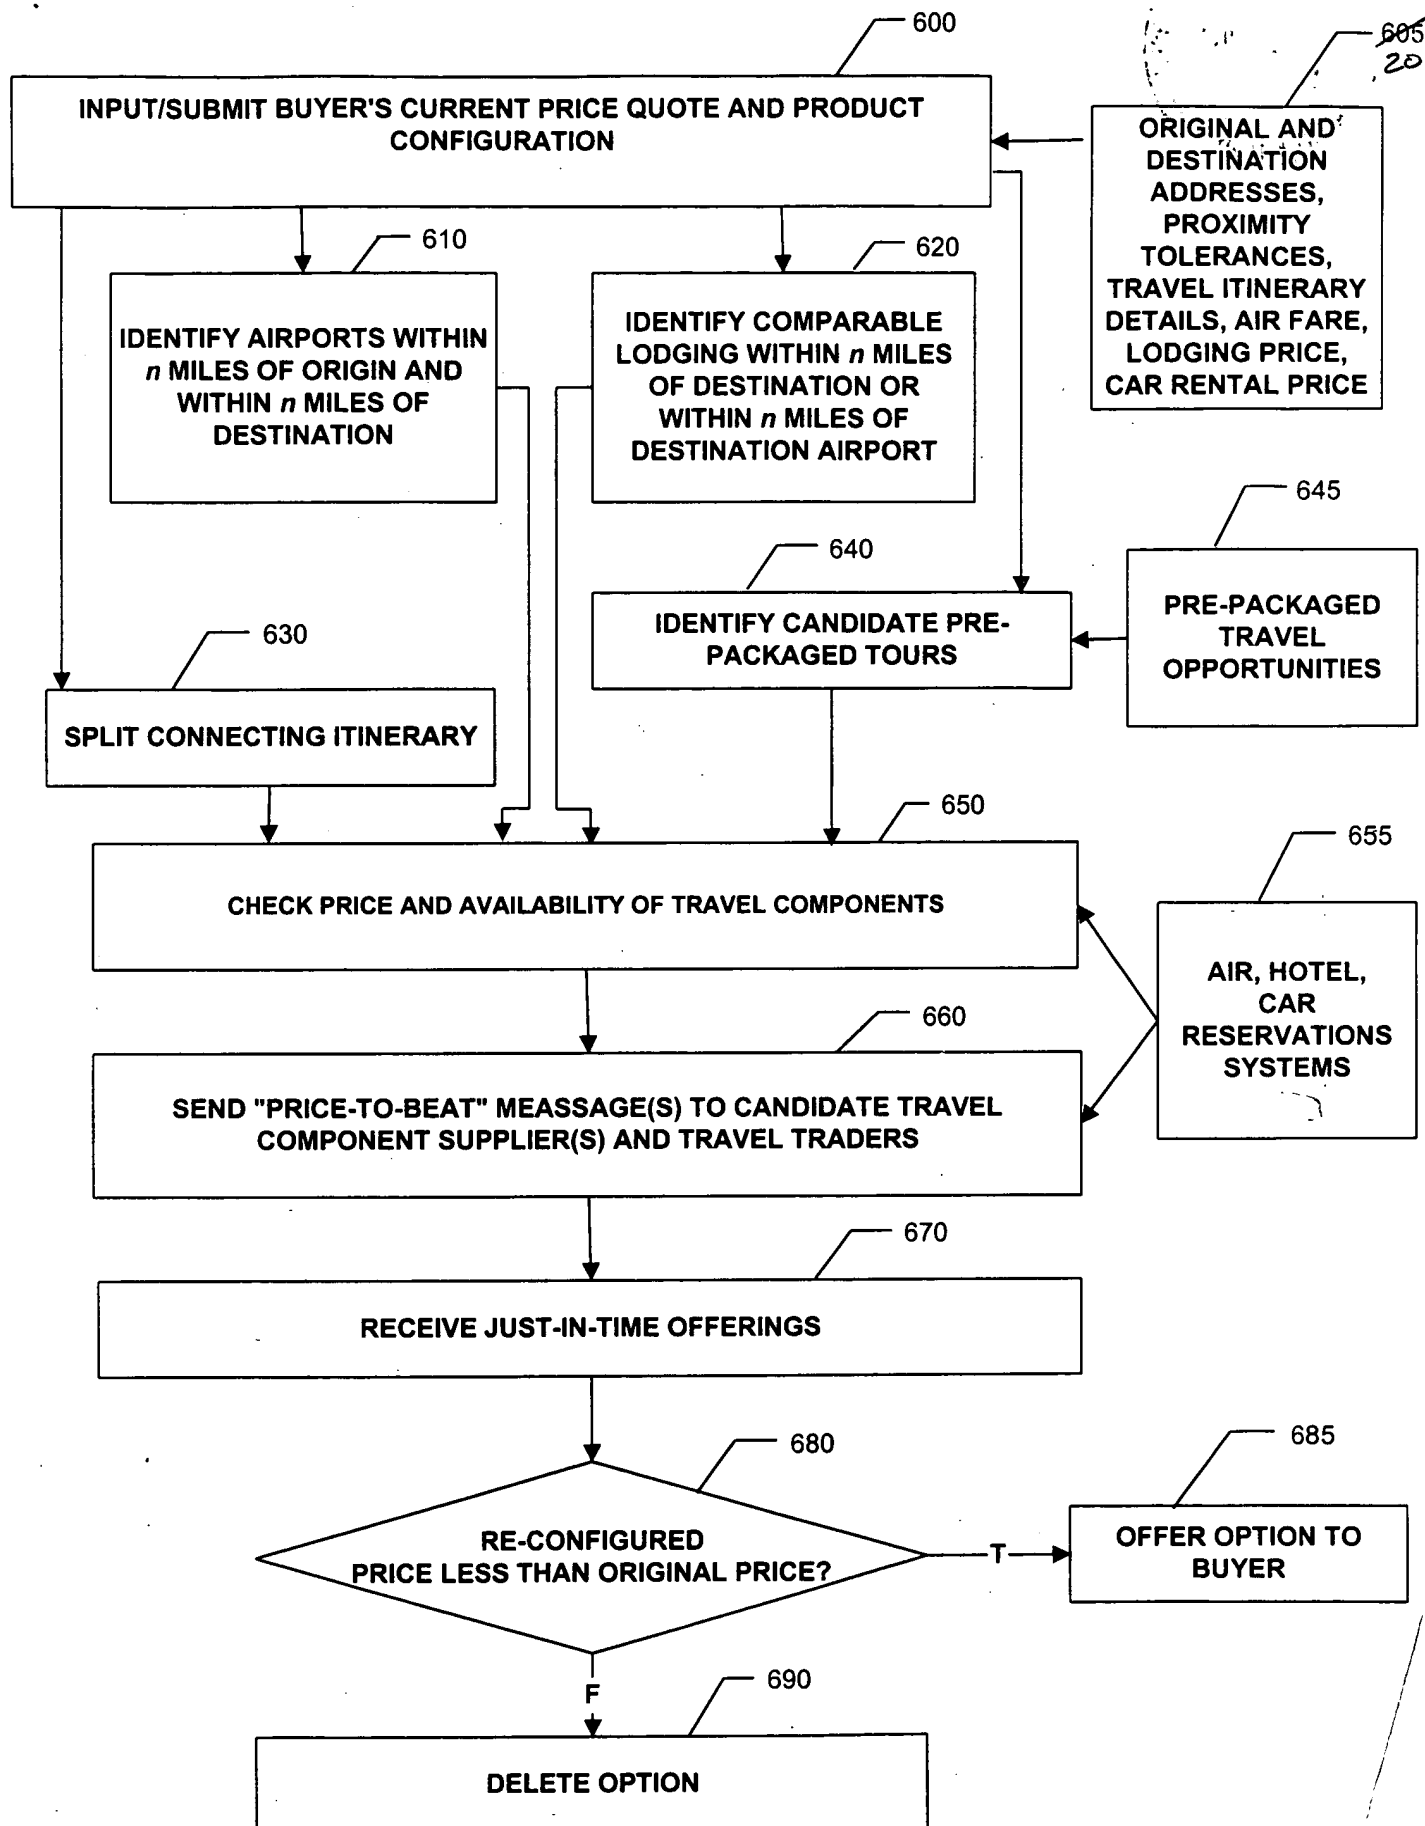 600
605
20
INPUT/SUBMIT BUYER'S CURRENT PRICE QUOTE AND PRODUCT
CONFIGURATION
ORIGINAL AND
DESTINATION
ADDRESSES,
PROXIMITY
TOLERANCES,
TRAVEL ITINERARY
DETAILS, AIR FARE,
LODGING PRICE,
CAR RENTAL PRICE
610
620
IDENTIFY AIRPORTS WITHIN
n MILES OF ORIGIN AND
WITHIN n MILES OF
DESTINATION
IDENTIFY COMPARABLE
LODGING WITHIN n MILES
OF DESTINATION OR
WITHIN n MILES OF
DESTINATION AIRPORT
645
640
PRE-PACKAGED
TRAVEL
OPPORTUNITIES
IDENTIFY CANDIDATE PRE-
PACKAGED TOURS
630
SPLIT CONNECTING ITINERARY
650
655
CHECK PRICE AND AVAILABILITY OF TRAVEL COMPONENTS
AIR, HOTEL,
CAR
RESERVATIONS
SYSTEMS
660
SEND "PRICE-TO-BEAT" MEASSAGE(S) TO CANDIDATE TRAVEL
COMPONENT SUPPLIER(S) AND TRAVEL TRADERS
670
RECEIVE JUST-IN-TIME OFFERINGS
680
685
RE-CONFIGURED
PRICE LESS THAN ORIGINAL PRICE?
T
OFFER OPTION TO
BUYER
F
690
DELETE OPTION